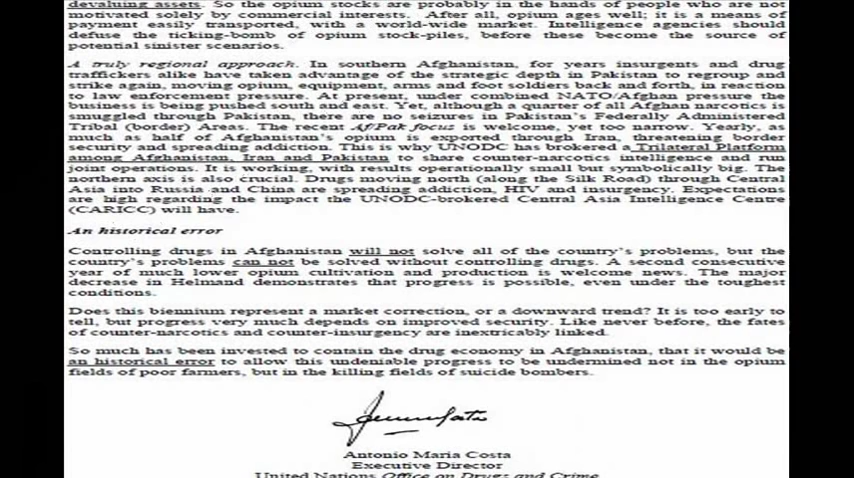 devaluing assets. So the opium stocks are probably in the hands of people who are not
motivated solely by commercial interests. After all, opium ages well; it is a means of
payment easily transported, with a world-wide market. Intelligence agencies should
defuse the ticking-bomb of opium stock-piles, before these become the source of
potential sinister scenarios.
A truly regional approach. In southern Afghanistan, for years insurgents and drug
traffickers alike have taken advantage of the strategic depth in Pakistan to regroup and
strike again, moving opium, equipment, arms and foot soldiers back and forth, in reaction
to law enforcement pressure. At present, under combined NATO/Afghan pressure the
business is being pushed south and east. Yet, although a quarter of all Afghan narcotics is
smuggled through Pakistan, there are no seizures in Pakistan's Federally Administered
Tribal (border) Areas. The recent Af/Pak focus is welcome, yet too narrow. Yearly, as
much as half of Afghanistan's opium is exported through Iran, threatening border
security and spreading addiction. This is why UNODC has brokered a Trilateral Platform
among Afghanistan, Iran and Pakistan to share counter-narcotics intelligence and run
joint operations. It is working, with results operationally small but symbolically big. The
northern axis is also crucial. Drugs moving north (along the Silk Road) through Central
Asia into Russia and China are spreading addiction, HIV and insurgency. Expectations
are high regarding the impact the UNODC-brokered Central Asia Intelligence Centre
(CARICC) will have.
An historical error
Controlling drugs in Afghanistan will not solve all of the country's problems, but the
country's problems can not be solved without controlling drugs. A second consecutive
year of much lower opium cultivation and production is welcome news. The major
decrease in Helmand demonstrates that progress is possible, even under the toughest
conditions.
Does this biennium represent a market correction, or a downward trend? It is too early to
tell, but progress very much depends on improved security. Like never before, the fates
of counter-narcotics and counter-insurgency are inextricably linked.
So much has been invested to contain the drug economy in Afghanistan, that it would be
an historical error to allow this undeniable progress to be undermined not in the opium
fields of poor farmers, but in the killing fields of suicide bombers.
Antonio Maria Costa
Executive Director
United Nations Office on Drugs and Crime